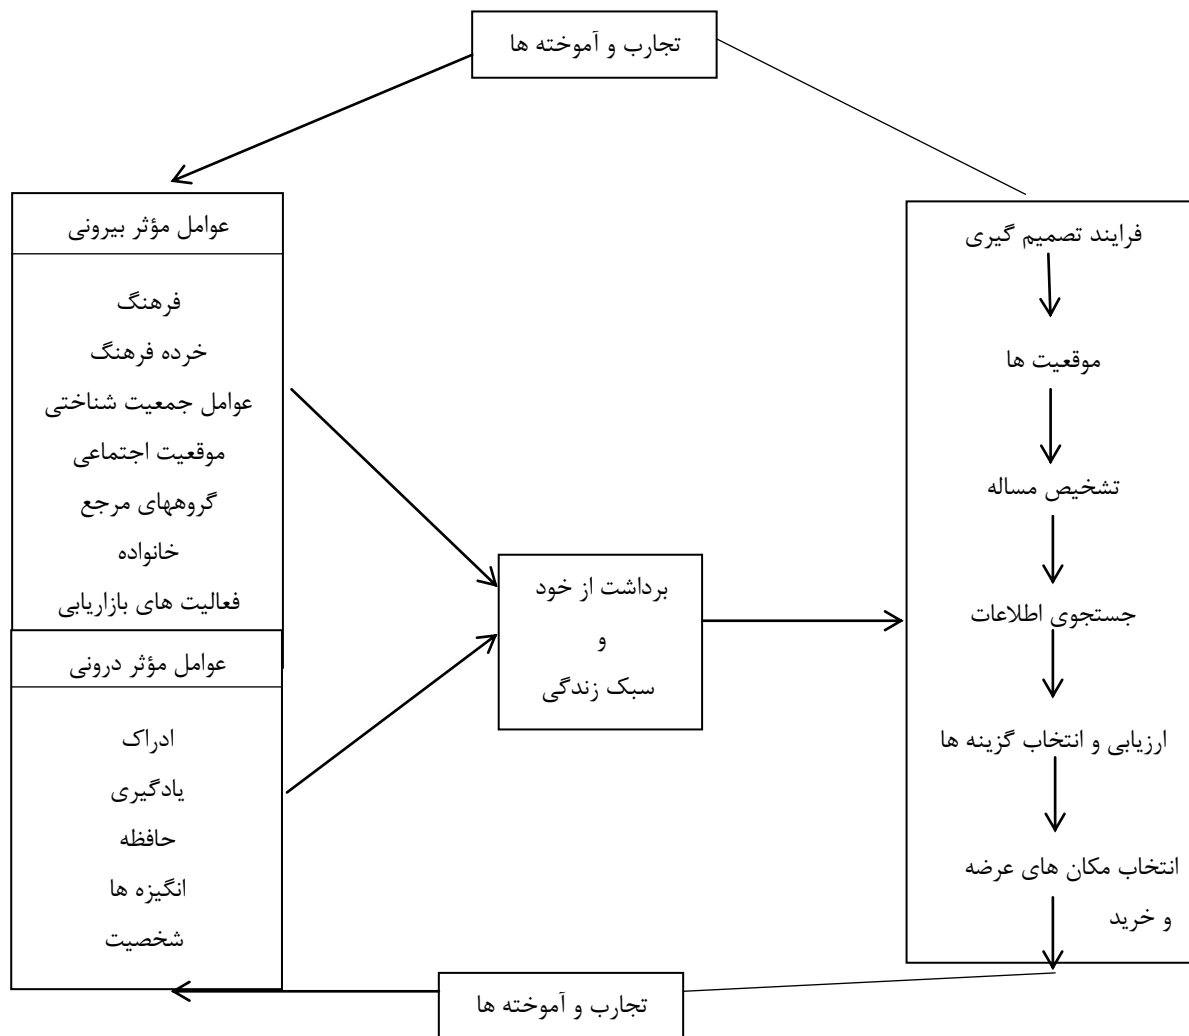 تجارب و آموخته ها
عوامل مؤثر بیرونی
فرهنگ
خرده فرهنگ
عوامل جمعیت شناختی
موقعیت اجتماعی
گروههای مرجع
خانواده
فعالیت های بازاریابی
عوامل مؤثر درونی
ادراک
یادگیری
حافظه
انگیزه ها
شخصیت
برداشت از خود
و
سبک زندگی
فرایند تصمیم گیری
موقعیت ها
تشخیص مساله
جستجوی اطلاعات
ارزیابی و انتخاب گزینه ها
انتخاب مکان های عرضه
و خرید
تجارب و آموخته ها